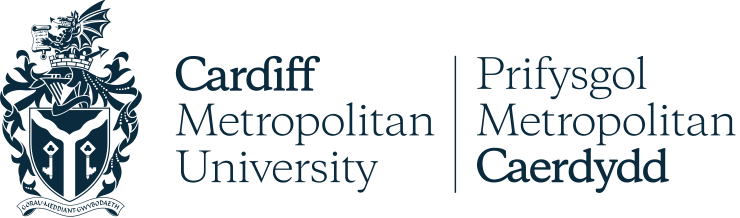 Cardiff
Metropolitan
University
Prifysgol
Metropolitan
Caerdydd
GORAU·MEDDIANT·GWYBODAETH